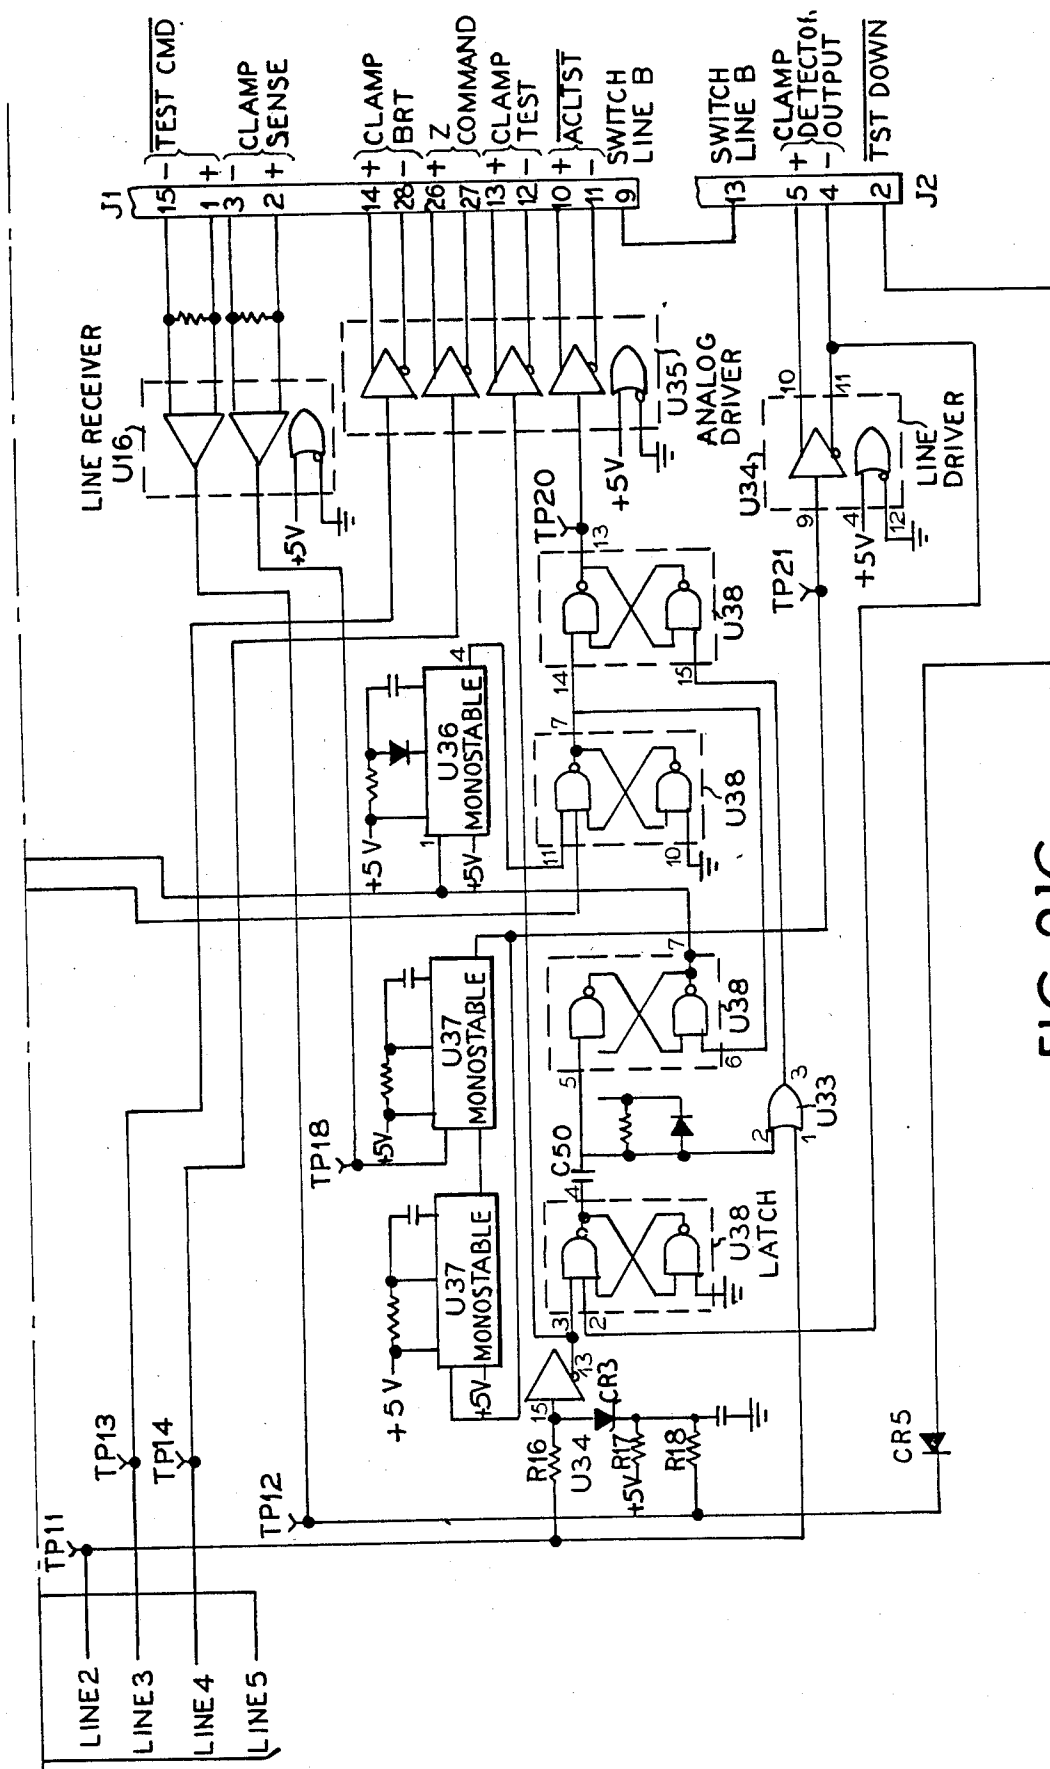 LINE2
LINE3
LINE4
LINE5
TP11
TP13
TP14
TP12
TP18
LINE RECEIVER
U16
+5V
J1
15 - TEST CMD
1 +
3 - CLAMP
2 + SENSE
14 + CLAMP
28 - BRT
26 + Z
27 COMMAND
13 + CLAMP
12 - TEST
10 + ACLTST
11 -
9 SWITCH
LINE B
+5V
U35
ANALOG
DRIVER
+5V
U36
MONOSTABLE
1
4
+5V
+5V
U37
MONOSTABLE
+5V
U37
MONOSTABLE
+5V
TP20
13
14
15
U38
7
11
10
U38
5
6
7
U38
C50
4
3
2
U38
LATCH
2
1
3
U33
R16
15
13
U34
CR3
R17
+5V
R18
CR5
TP21
U34
9
10
11
4
+5V
12
LINE
DRIVER
13 SWITCH
LINE B
5 + CLAMP
DETECTOR
4 - OUTPUT
2 TST DOWN
J2